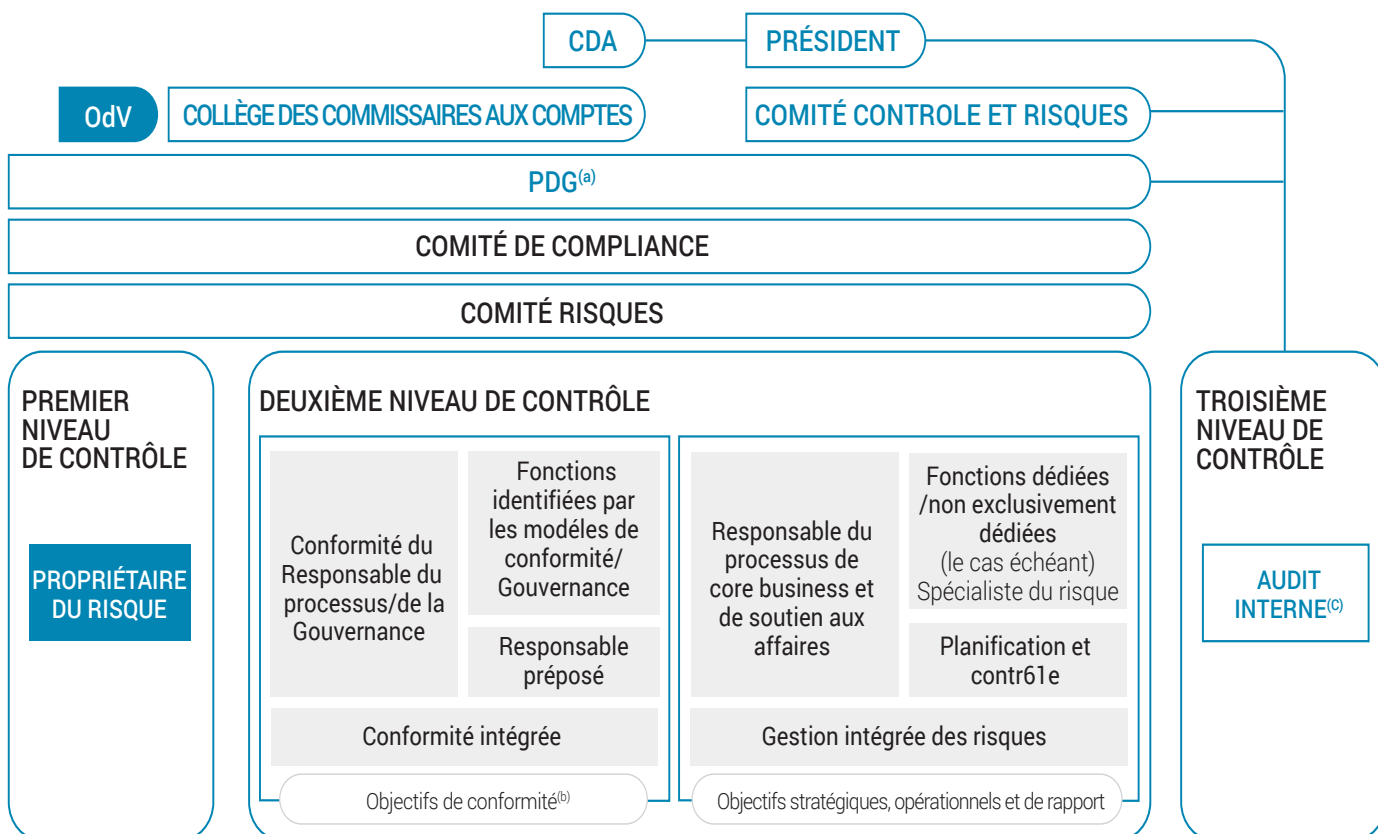 CDA
PRÉSIDENT
OdV
COLLÈGE DES COMMISSAIRES AUX COMPTES
COMITÉ CONTROLE ET RISQUES
PDG(a)
COMITÉ DE COMPLIANCE
COMITÉ RISQUES
PREMIER
NIVEAU
DE CONTRÔLE
PROPRIÉTAIRE
DU RISQUE
DEUXIÈME NIVEAU DE CONTRÔLE
Conformité du
Responsable du
processus/de la
Gouvernance
Fonctions
identifiées par
les modéles de
conformité/
Gouvernance
Responsable
préposé
Conformité intégrée
Objectifs de conformité(b)
Responsable du
processus de
core business et
de soutien aux
affaires
Fonctions dédiées
/non exclusivement
dédiées
(le cas échéant)
Spécialiste du risque
Planification et
contr61e
Gestion intégrée des risques
Objectifs stratégiques, opérationnels et de rapport
TROISIÈME
NIVEAU DE
CONTRÔLE
AUDIT
INTERNE(C)